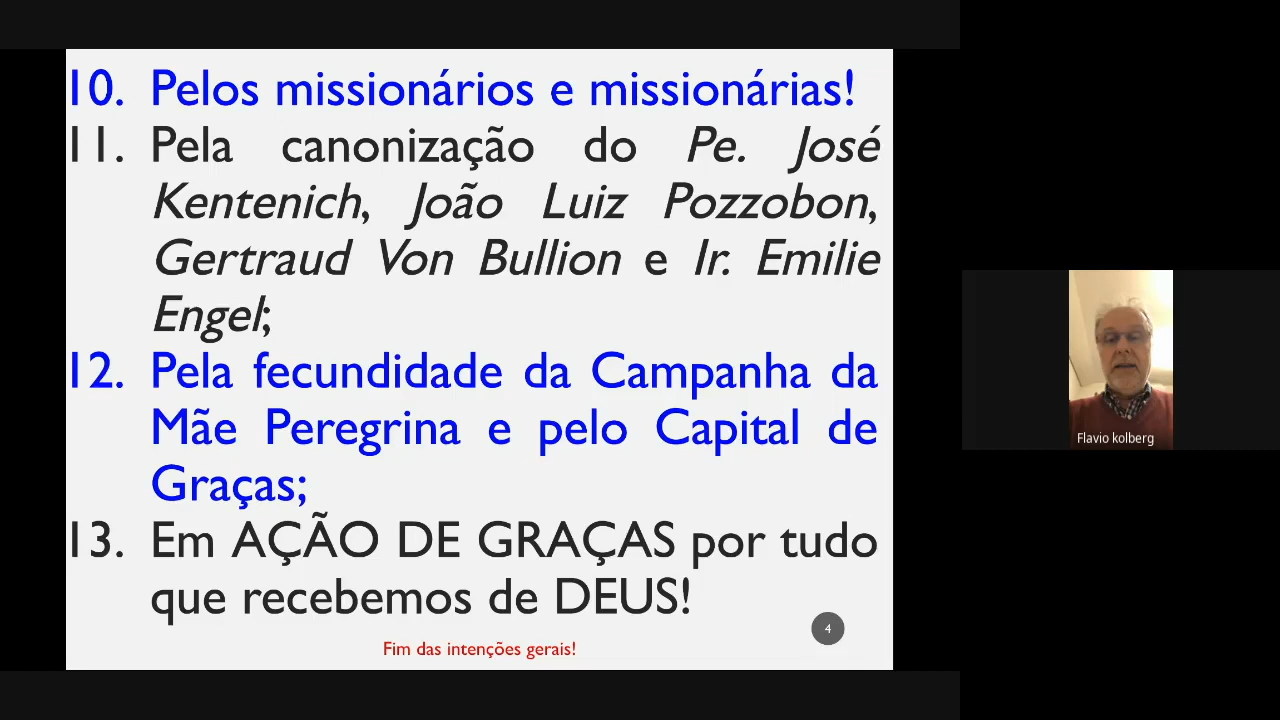 10. Pelos missionários e missionárias!
11. Pela canonização do Pe. José
Kentenich, João Luiz Pozzobon,
Gertraud Von Bullion e Ir. Emilie
Engel;
12. Pela fecundidade da Campanha da
Mãe Peregrina e pelo Capital de
Graças;
13. Em AÇÃO DE GRAÇAS por tudo
que recebemos de DEUS!
4
Fim das intenções gerais!
Flavio kolberg